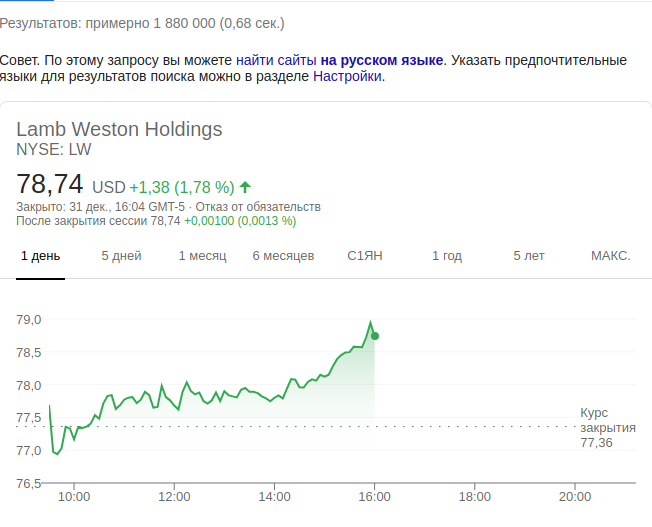 Результатов: примерно 1 880 000 (0,68 сек.)
Совет. По этому запросу вы можете найти сайты на русском языке. Указать предпочтительные
языки для результатов поиска можно в разделе Настройки.
Lamb Weston Holdings
NYSE: LW
78,74 USD +1,38 (1,78 %)
Закрыто: 31 дек., 16:04 GMT-5 · Отказ от обязательств
После закрытия сессии 78,74 +0,00100 (0,0013 %)
1 день 5 дней 1 месяц 6 месяцев С1ЯН 1 год 5 лет МАКС.
79,0
78,5
78,0
77,5
77,0
76,5
Курс
закрытия
77,36
10:00 12:00 14:00 16:00 18:00 20:00